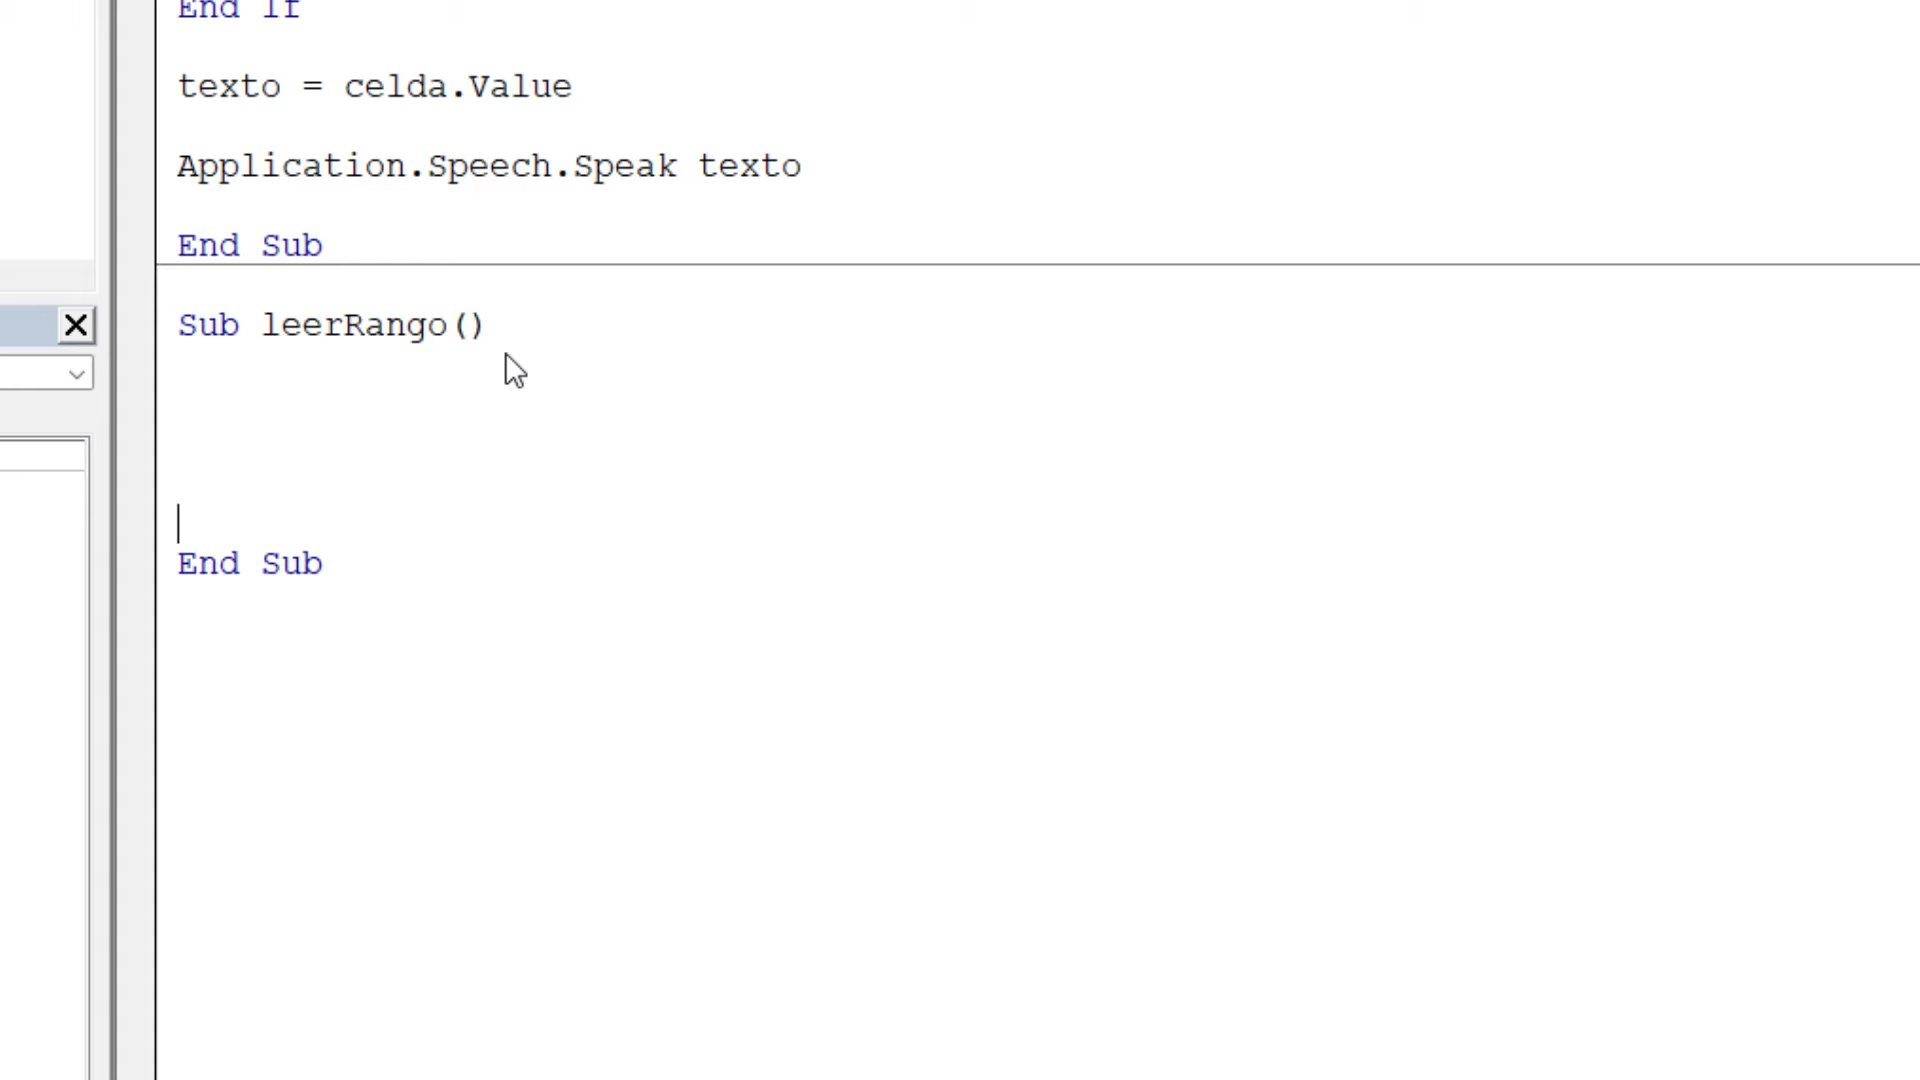 End If
texto = celda.Value
Application.Speech.Speak texto
End Sub
Sub leerRango()
End Sub